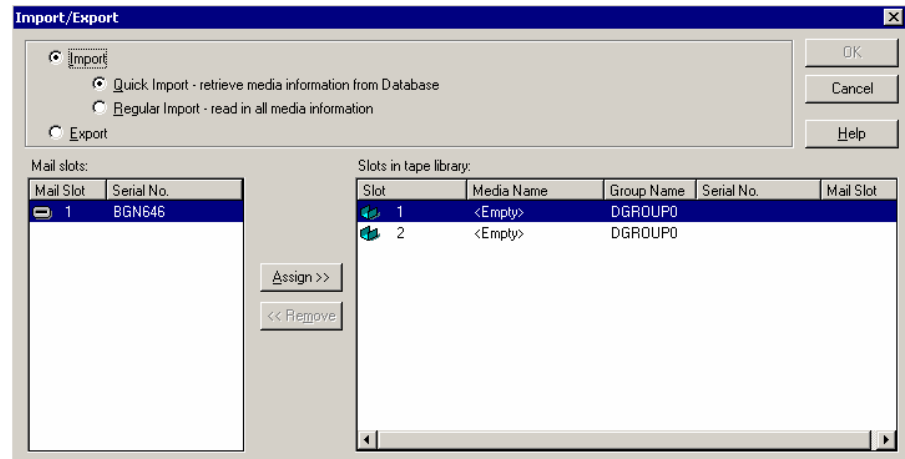 Import/Export
Import
Quick Import - retrieve media information from Database
Regular Import - read in all media information
Export
OK
Cancel
Help
Mail slots:
Mail Slot Serial No.
1 BGN646
Assign >>
<< Remove
Slots in tape library:
Slot Media Name Group Name Serial No. Mail Slot
1 <Empty> DGROUP0
2 <Empty> DGROUP0